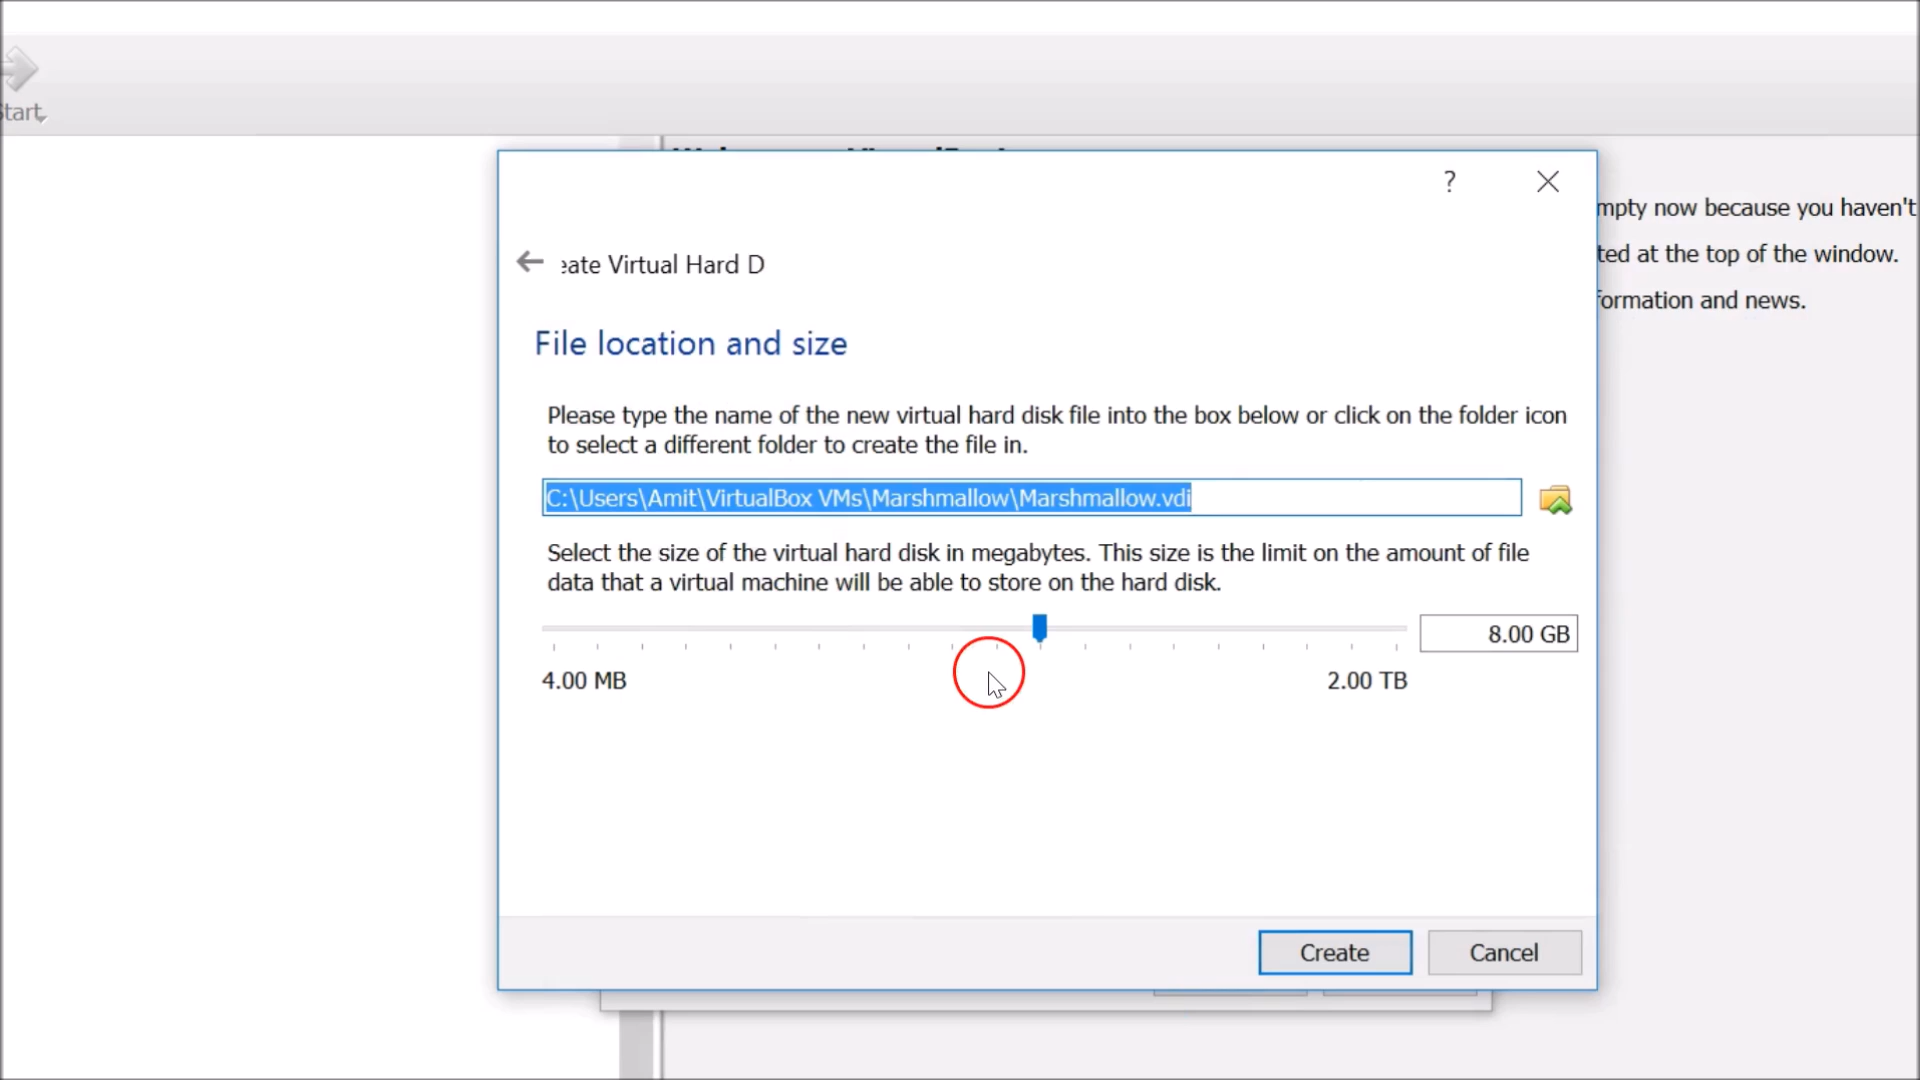 Start
?
mpty now because you haven't
ted at the top of the window.
formation and news.
eate Virtual Hard D
File location and size
Please type the name of the new virtual hard disk file into the box below or click on the folder icon
to select a different folder to create the file in.
C:\Users\Amit\VirtualBox VMs\Marshmallow\Marshmallow.vdi
Select the size of the virtual hard disk in megabytes. This size is the limit on the amount of file
data that a virtual machine will be able to store on the hard disk.
8.00 GB
4.00 MB
2.00 TB
Create
Cancel